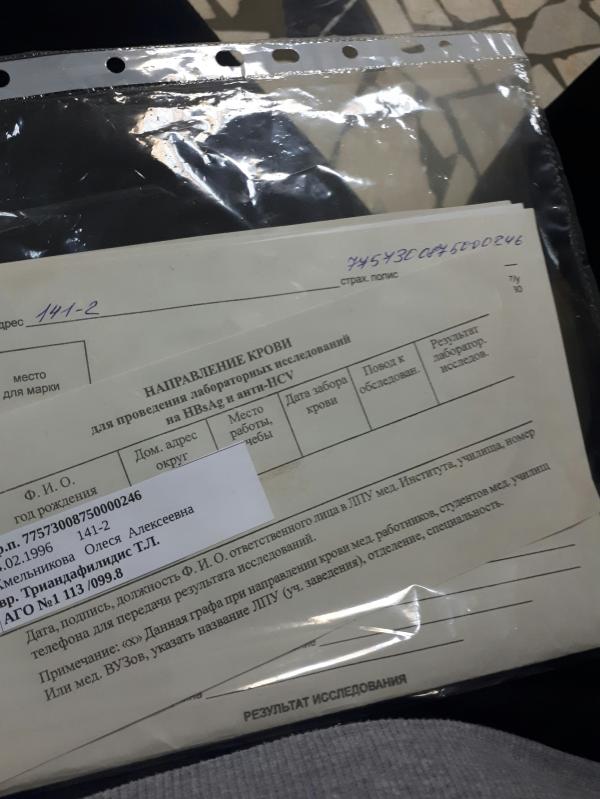 7757300875000246
страх. полис
дрес 141-2
т/у
место
для марки
НАПРАВЛЕНИЕ КРОВИ
для проведения лабораторных исследований
на HBsAg и анти-HCV
Ф. И. О.
год рождения
Дом. адрес
округ
Место
работы,
чебы
Дата забора
крови
Повод к
обследован.
Результат
лаборатор.
исследов.
р.п. 77573008750000246
.02.1996 141-2
Хмельникова Олеся Алексеевна
вр. Триандафилидис Т.Л.
АГО №1 113 /099.8
Дата, подпись, должность Ф. И. О. ответственного лица в ЛПУ мед. Института, училища, номер
телефона для передачи результата исследований.
Примечание: «х» Данная графа при направлении крови мед. работников, студентов мед. училищ
Или мед. ВУЗов, указать название ЛПУ (уч. заведения), отделение, специальность.
РЕЗУЛЬТАТ ИССЛЕДОВАНИЯ